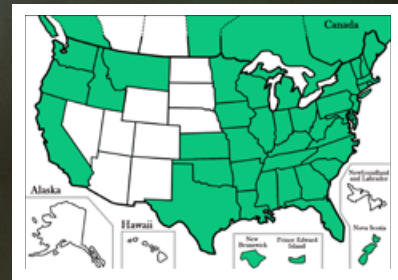 Canada
Alaska
Hawaii
New
Brunswick
Prince Edward
Island
Newfoundland
and Labrador
Nova Scotia